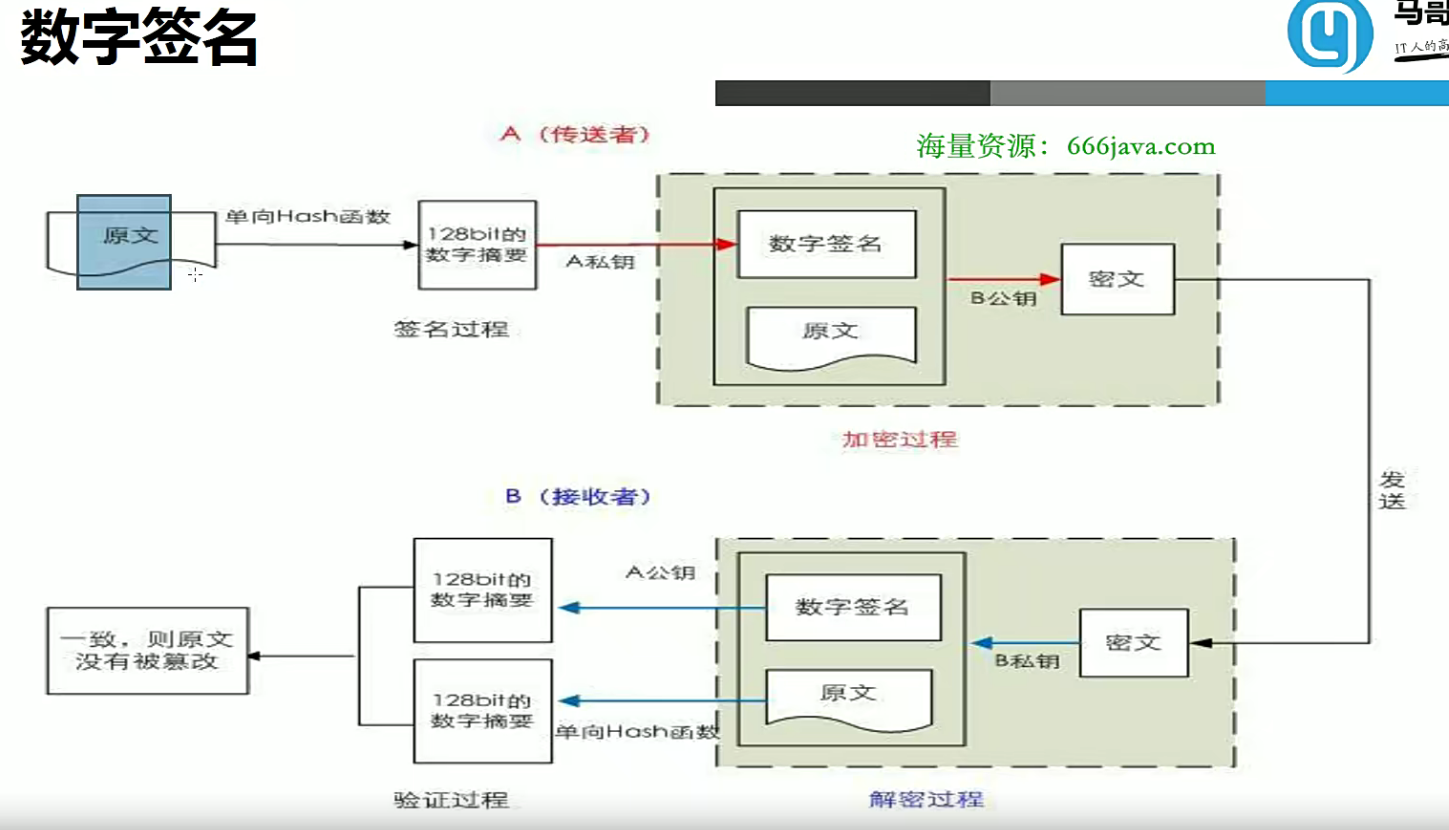 数字签名
马哥
IT人的高
A（传送者）
海量资源：666java.com
原文
单向Hash函数
128bit的
数字摘要
A私钥
数字签名
原文
B公钥
密文
签名过程
加密过程
发
送
B（接收者）
128bit的
数字摘要
A公钥
数字签名
密文
B私钥
一致，则原文
没有被篡改
128bit的
数字摘要
单向Hash函数
原文
验证过程
解密过程